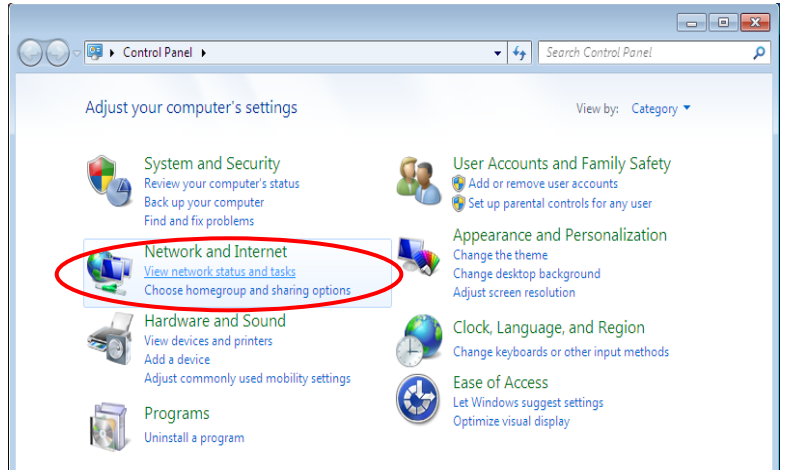 Control Panel
Search Control Panel
Adjust your computer's settings
View by: Category
System and Security
Review your computer's status
Back up your computer
Find and fix problems
Network and Internet
View network status and tasks
Choose homegroup and sharing options
Hardware and Sound
View devices and printers
Add a device
Adjust commonly used mobility settings
Programs
Uninstall a program
User Accounts and Family Safety
Add or remove user accounts
Set up parental controls for any user
Appearance and Personalization
Change the theme
Change desktop background
Adjust screen resolution
Clock, Language, and Region
Change keyboards or other input methods
Ease of Access
Let Windows suggest settings
Optimize visual display